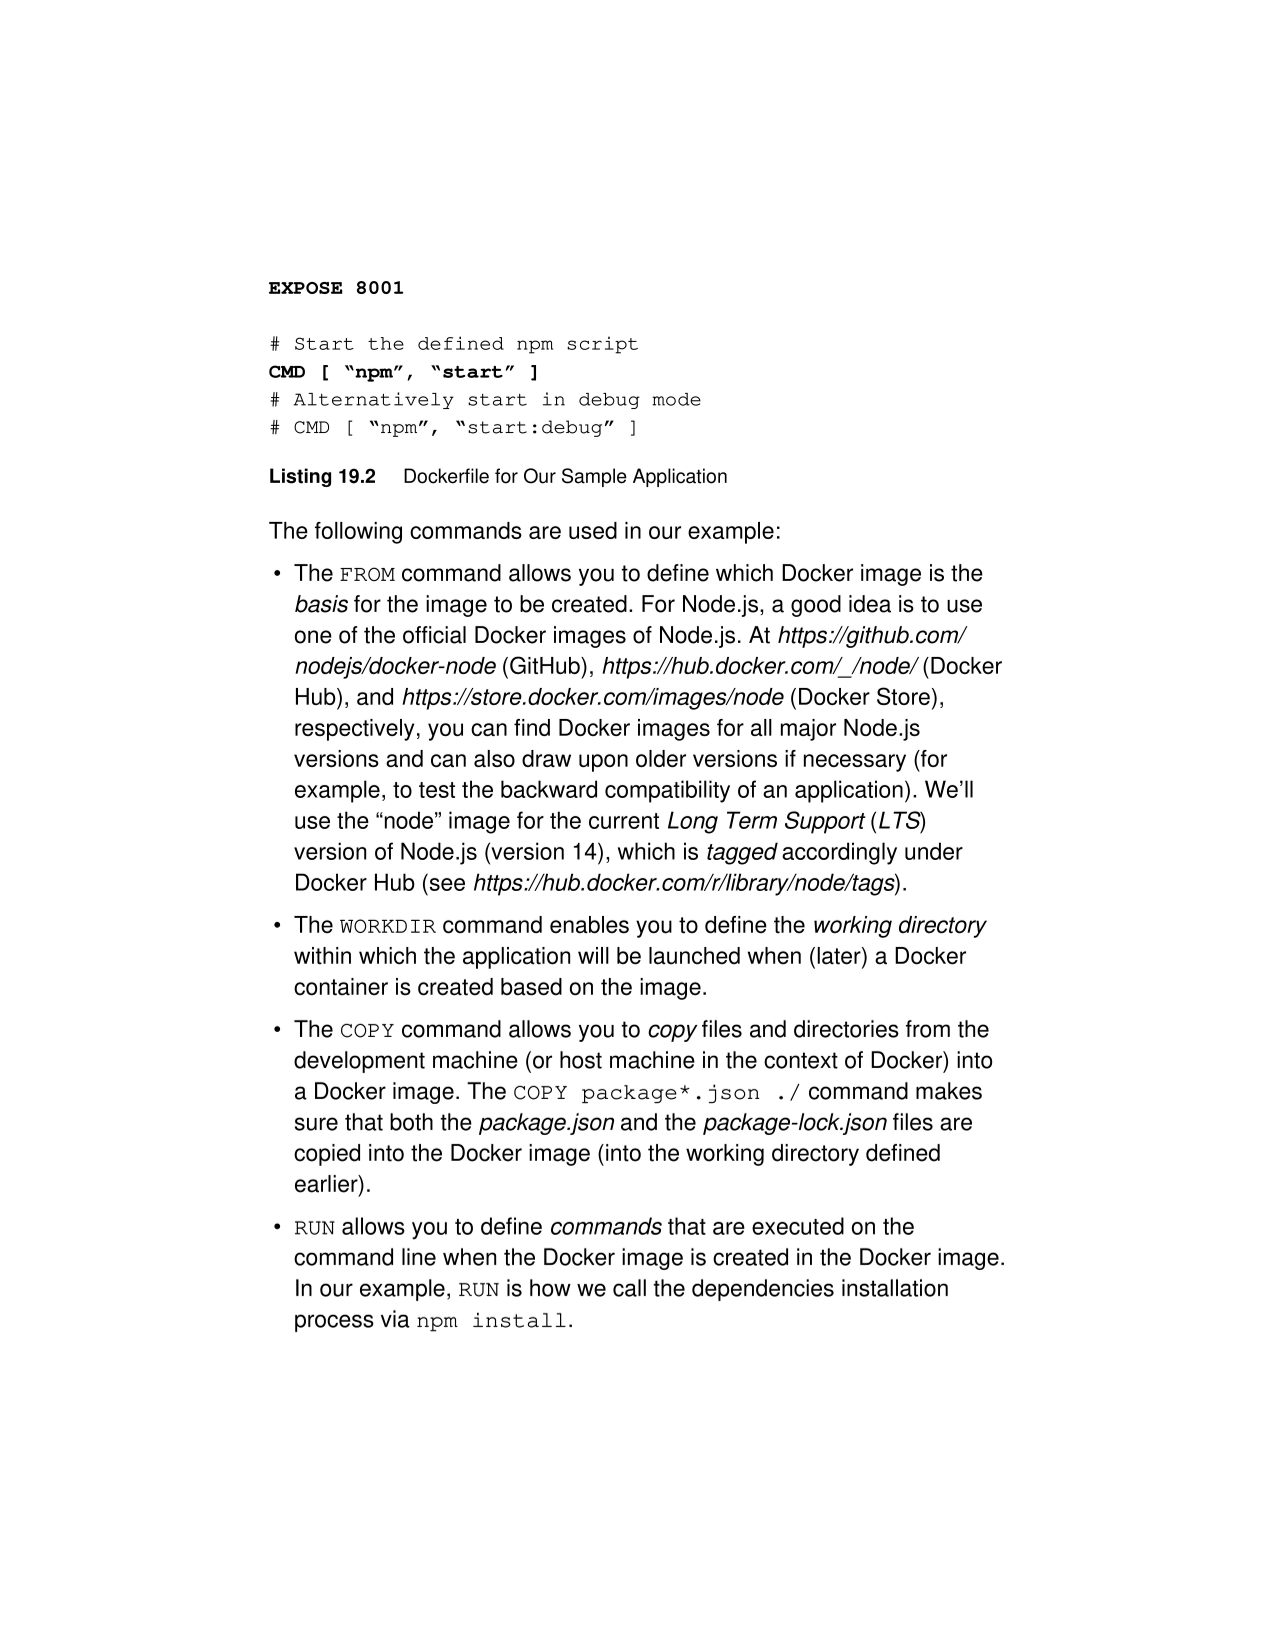 EXPOSE 8001
# Start the defined npm script
CMD [ “npm”, “start” ]
# Alternatively start in debug mode
# CMD [ “npm”, “start:debug” ]
Listing 19.2 Dockerfile for Our Sample Application
The following commands are used in our example:
• The FROM command allows you to define which Docker image is the
basis for the image to be created. For Node.js, a good idea is to use
one of the official Docker images of Node.js. At https://github.com/
nodejs/docker-node (GitHub), https://hub.docker.com/_/node/ (Docker
Hub), and https://store.docker.com/images/node (Docker Store),
respectively, you can find Docker images for all major Node.js
versions and can also draw upon older versions if necessary (for
example, to test the backward compatibility of an application). We’ll
use the “node” image for the current Long Term Support (LTS)
version of Node.js (version 14), which is tagged accordingly under
Docker Hub (see https://hub.docker.com/r/library/node/tags).
• The WORKDIR command enables you to define the working directory
within which the application will be launched when (later) a Docker
container is created based on the image.
• The COPY command allows you to copy files and directories from the
development machine (or host machine in the context of Docker) into
a Docker image. The COPY package*.json ./ command makes
sure that both the package.json and the package-lock.json files are
copied into the Docker image (into the working directory defined
earlier).
• RUN allows you to define commands that are executed on the
command line when the Docker image is created in the Docker image.
In our example, RUN is how we call the dependencies installation
process via npm install.